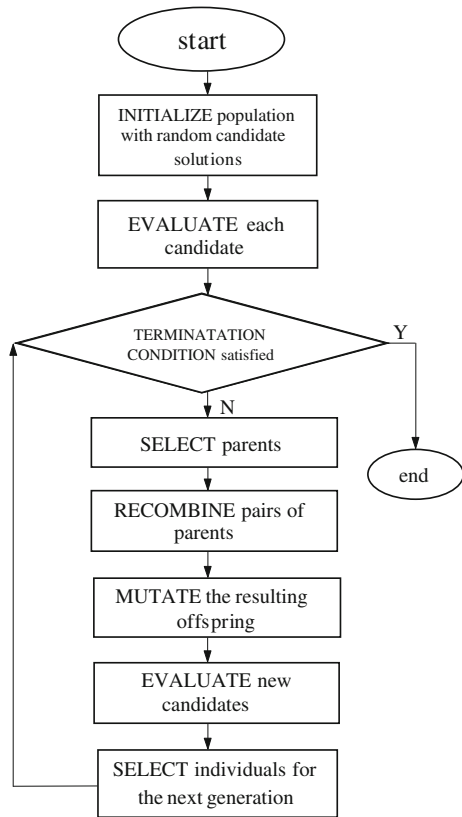 start
INITIALIZE population
with random candidate
solutions
EVALUATE each
candidate
TERMINATATION
CONDITION satisfied
Y
N
SELECT parents
end
RECOMBINE pairs of
parents
MUTATE the resulting
offspring
EVALUATE new
candidates
SELECT individuals for
the next generation